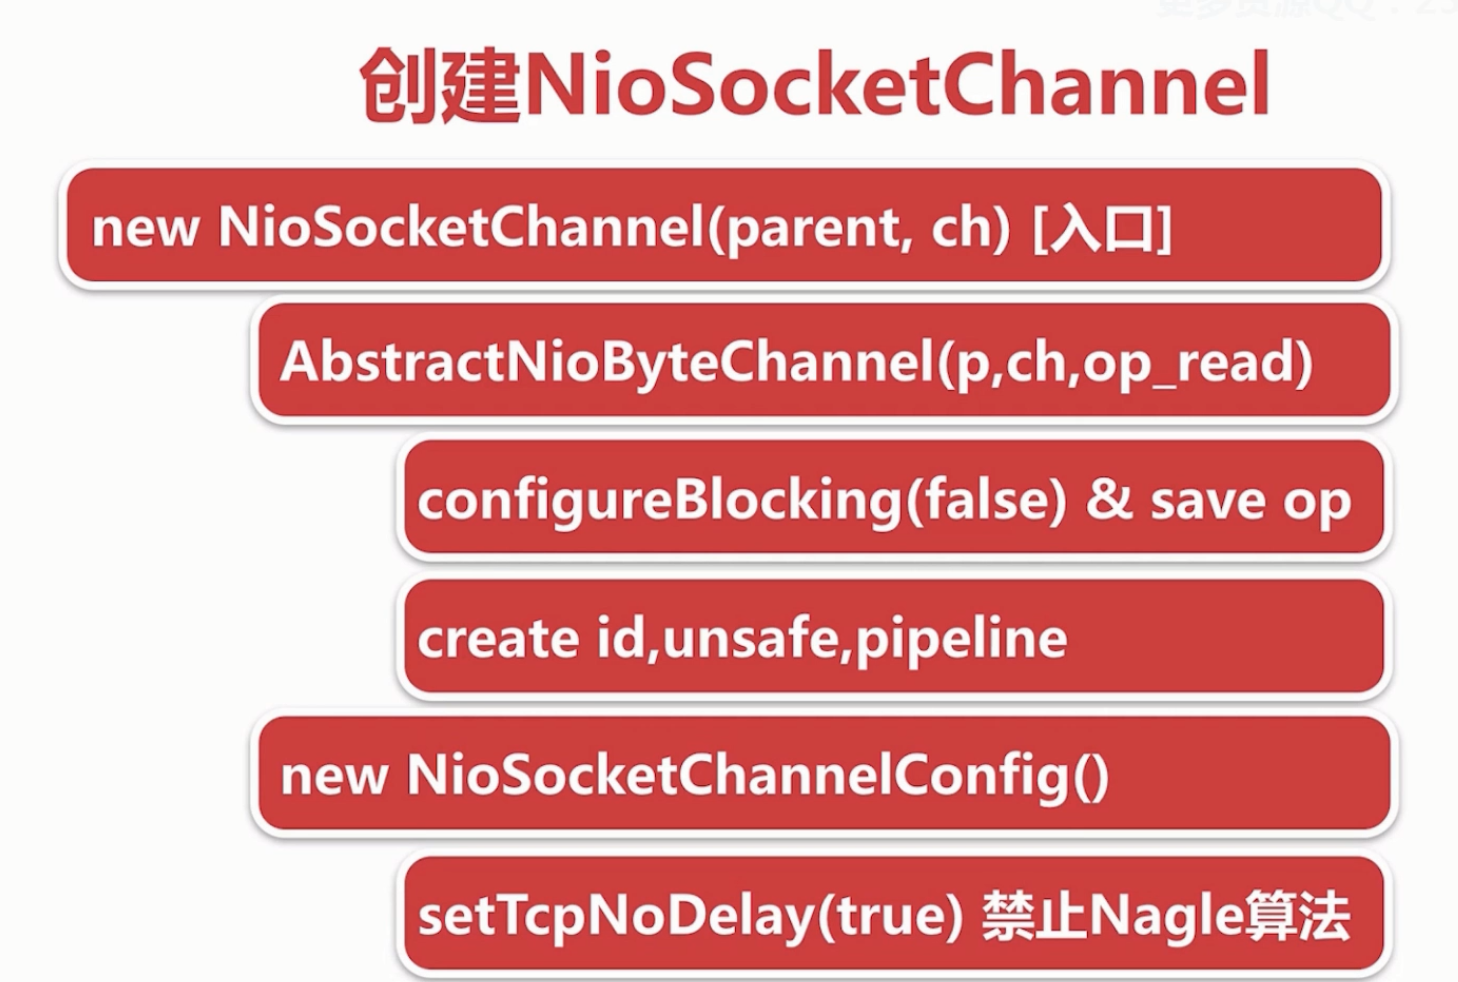 创建NioSocketChannel
new NioSocketChannel(parent, ch) [入口]
AbstractNioByteChannel(p,ch,op_read)
configureBlocking(false) & save op
create id,unsafe,pipeline
new NioSocketChannelConfig()
setTcpNoDelay(true) 禁止Nagle算法